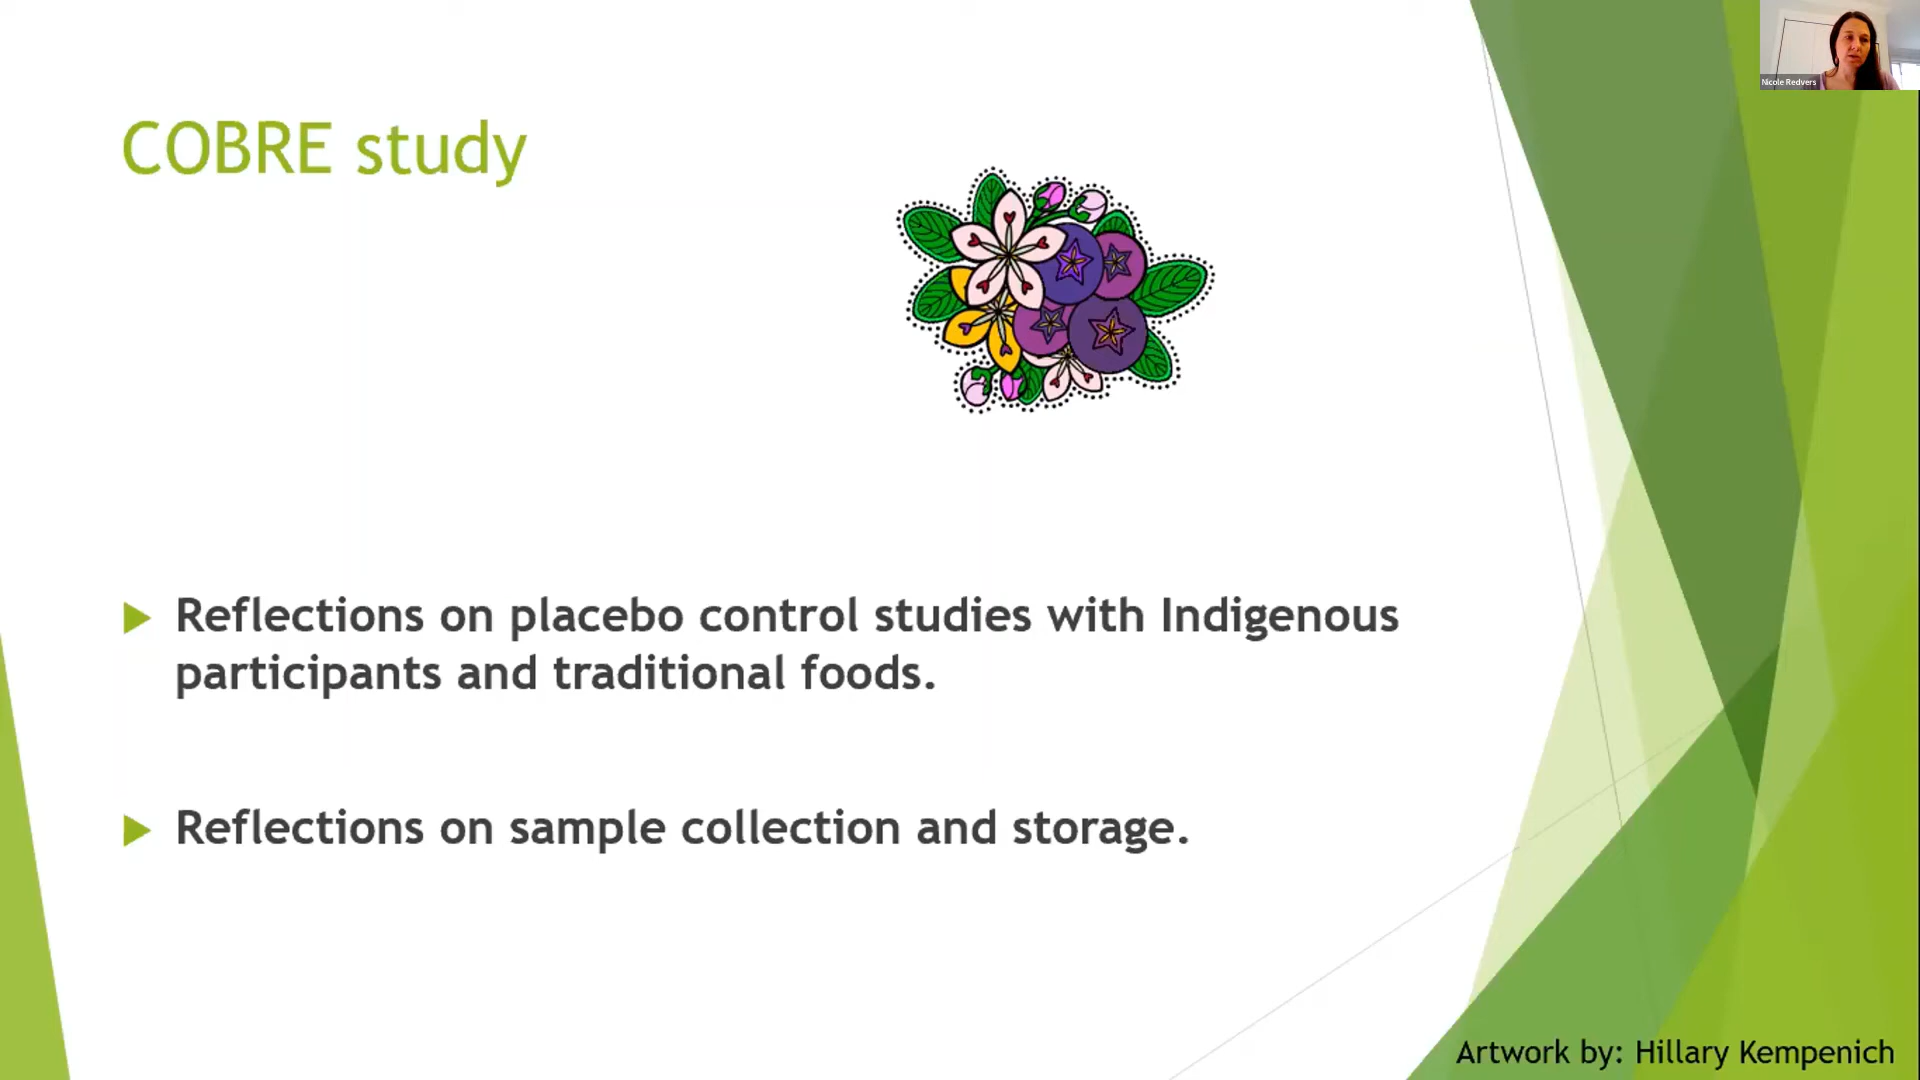 Nicole Redvers
COBRE study
Reflections on placebo control studies with Indigenous
participants and traditional foods.
Reflections on sample collection and storage.
Artwork by: Hillary Kempenich